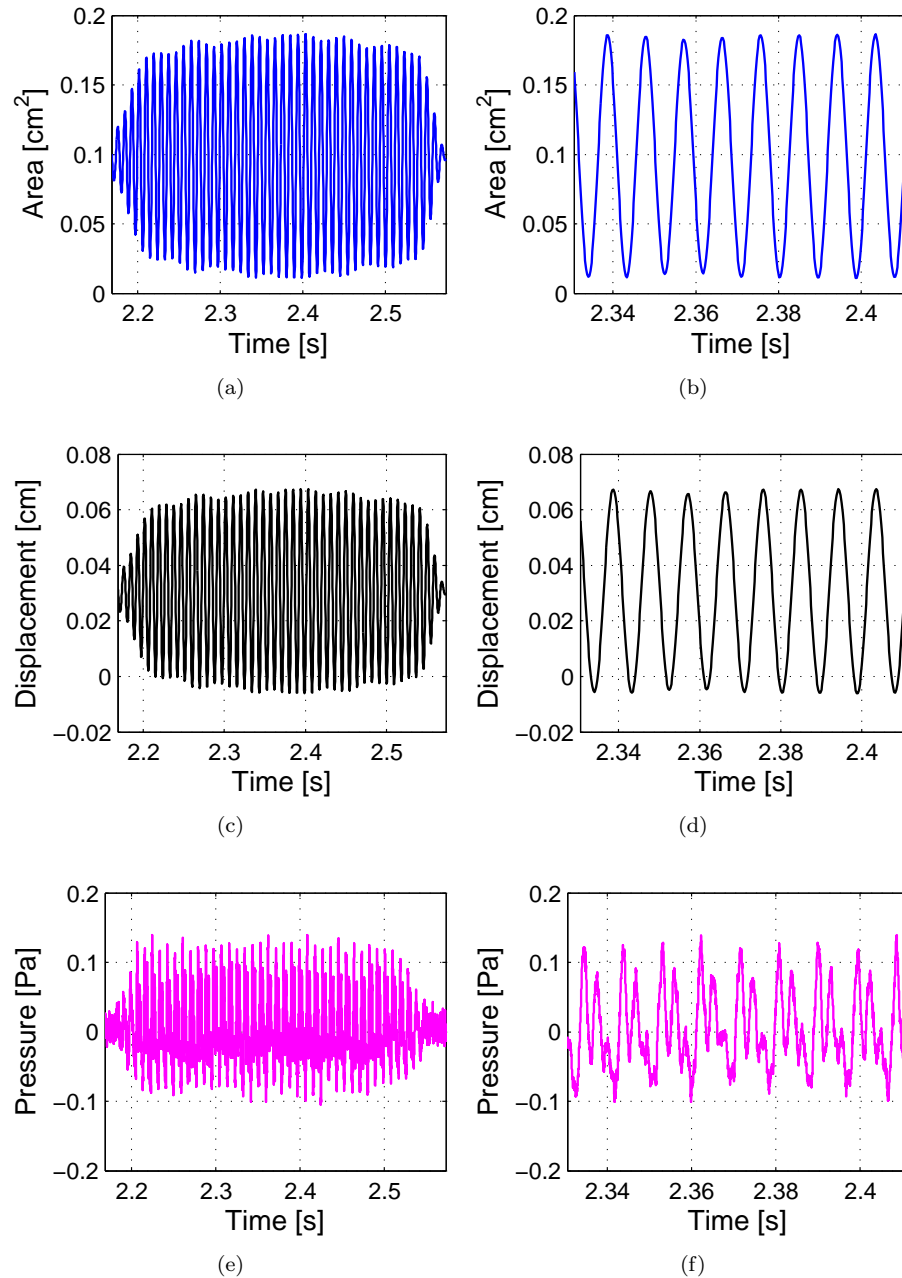 0.2
0.15
0.1
0.05
0
Area [cm²]
2.2 2.3 2.4 2.5
Time [s]
(a)
0.2
0.15
0.1
0.05
0
Area [cm²]
2.34 2.36 2.38 2.4
Time [s]
(b)
0.08
0.06
0.04
0.02
0
−0.02
Displacement [cm]
2.2 2.3 2.4 2.5
Time [s]
(c)
0.08
0.06
0.04
0.02
0
−0.02
Displacement [cm]
2.34 2.36 2.38 2.4
Time [s]
(d)
0.2
0.1
0
−0.1
−0.2
Pressure [Pa]
2.2 2.3 2.4 2.5
Time [s]
(e)
0.2
0.1
0
−0.1
−0.2
Pressure [Pa]
2.34 2.36 2.38 2.4
Time [s]
(f)